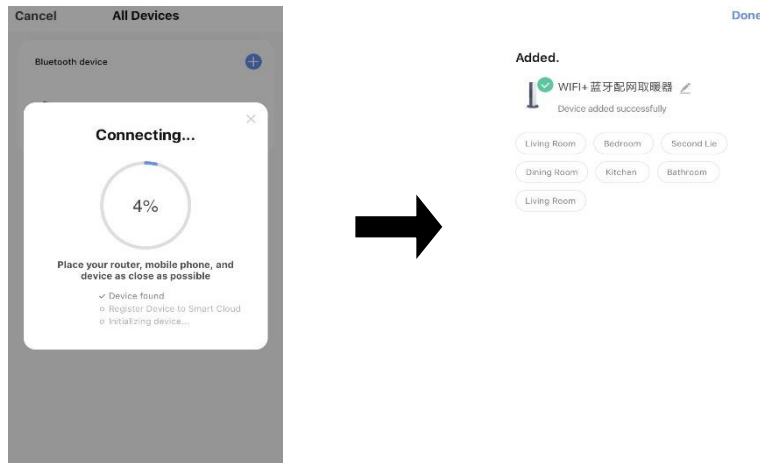 Cancel
All Devices
Bluetooth device
Connecting...
4%
Place your router, mobile phone, and
device as close as possible
Device found
Register Device to Smart Cloud
Initializing device...
Done
Added.
WIFI+蓝牙配网取暖器
Device added successfully
Living Room
Bedroom
Second Lie
Dining Room
Kitchen
Bathroom
Living Room